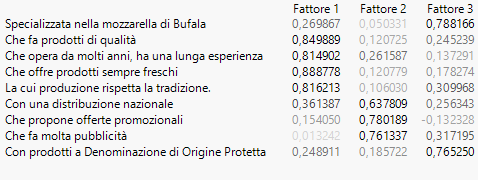 Fattore 1 Fattore 2 Fattore 3
Specializzata nella mozzarella di Bufala 0,269867 0,050331 0,788166
Che fa prodotti di qualità 0,849889 0,120725 0,245239
Che opera da molti anni, ha una lunga esperienza 0,814902 0,261587 0,137291
Che offre prodotti sempre freschi 0,888778 0,120779 0,178274
La cui produzione rispetta la tradizione. 0,816213 0,106030 0,309968
Con una distribuzione nazionale 0,361387 0,637809 0,256343
Che propone offerte promozionali 0,154050 0,780189 -0,132328
Che fa molta pubblicità 0,013242 0,761337 0,317195
Con prodotti a Denominazione di Origine Protetta 0,248911 0,185722 0,765250